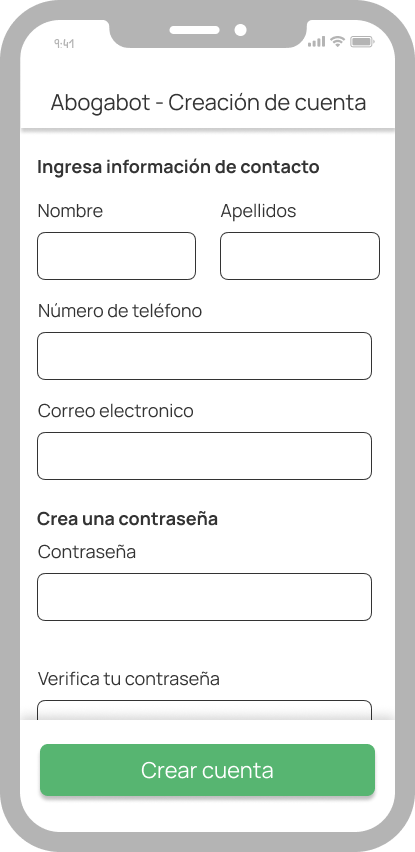 9:41
Abogabot - Creación de cuenta
Ingresa información de contacto
Nombre
Apellidos
Número de teléfono
Correo electronico
Crea una contraseña
Contraseña
Verifica tu contraseña
Crear cuenta